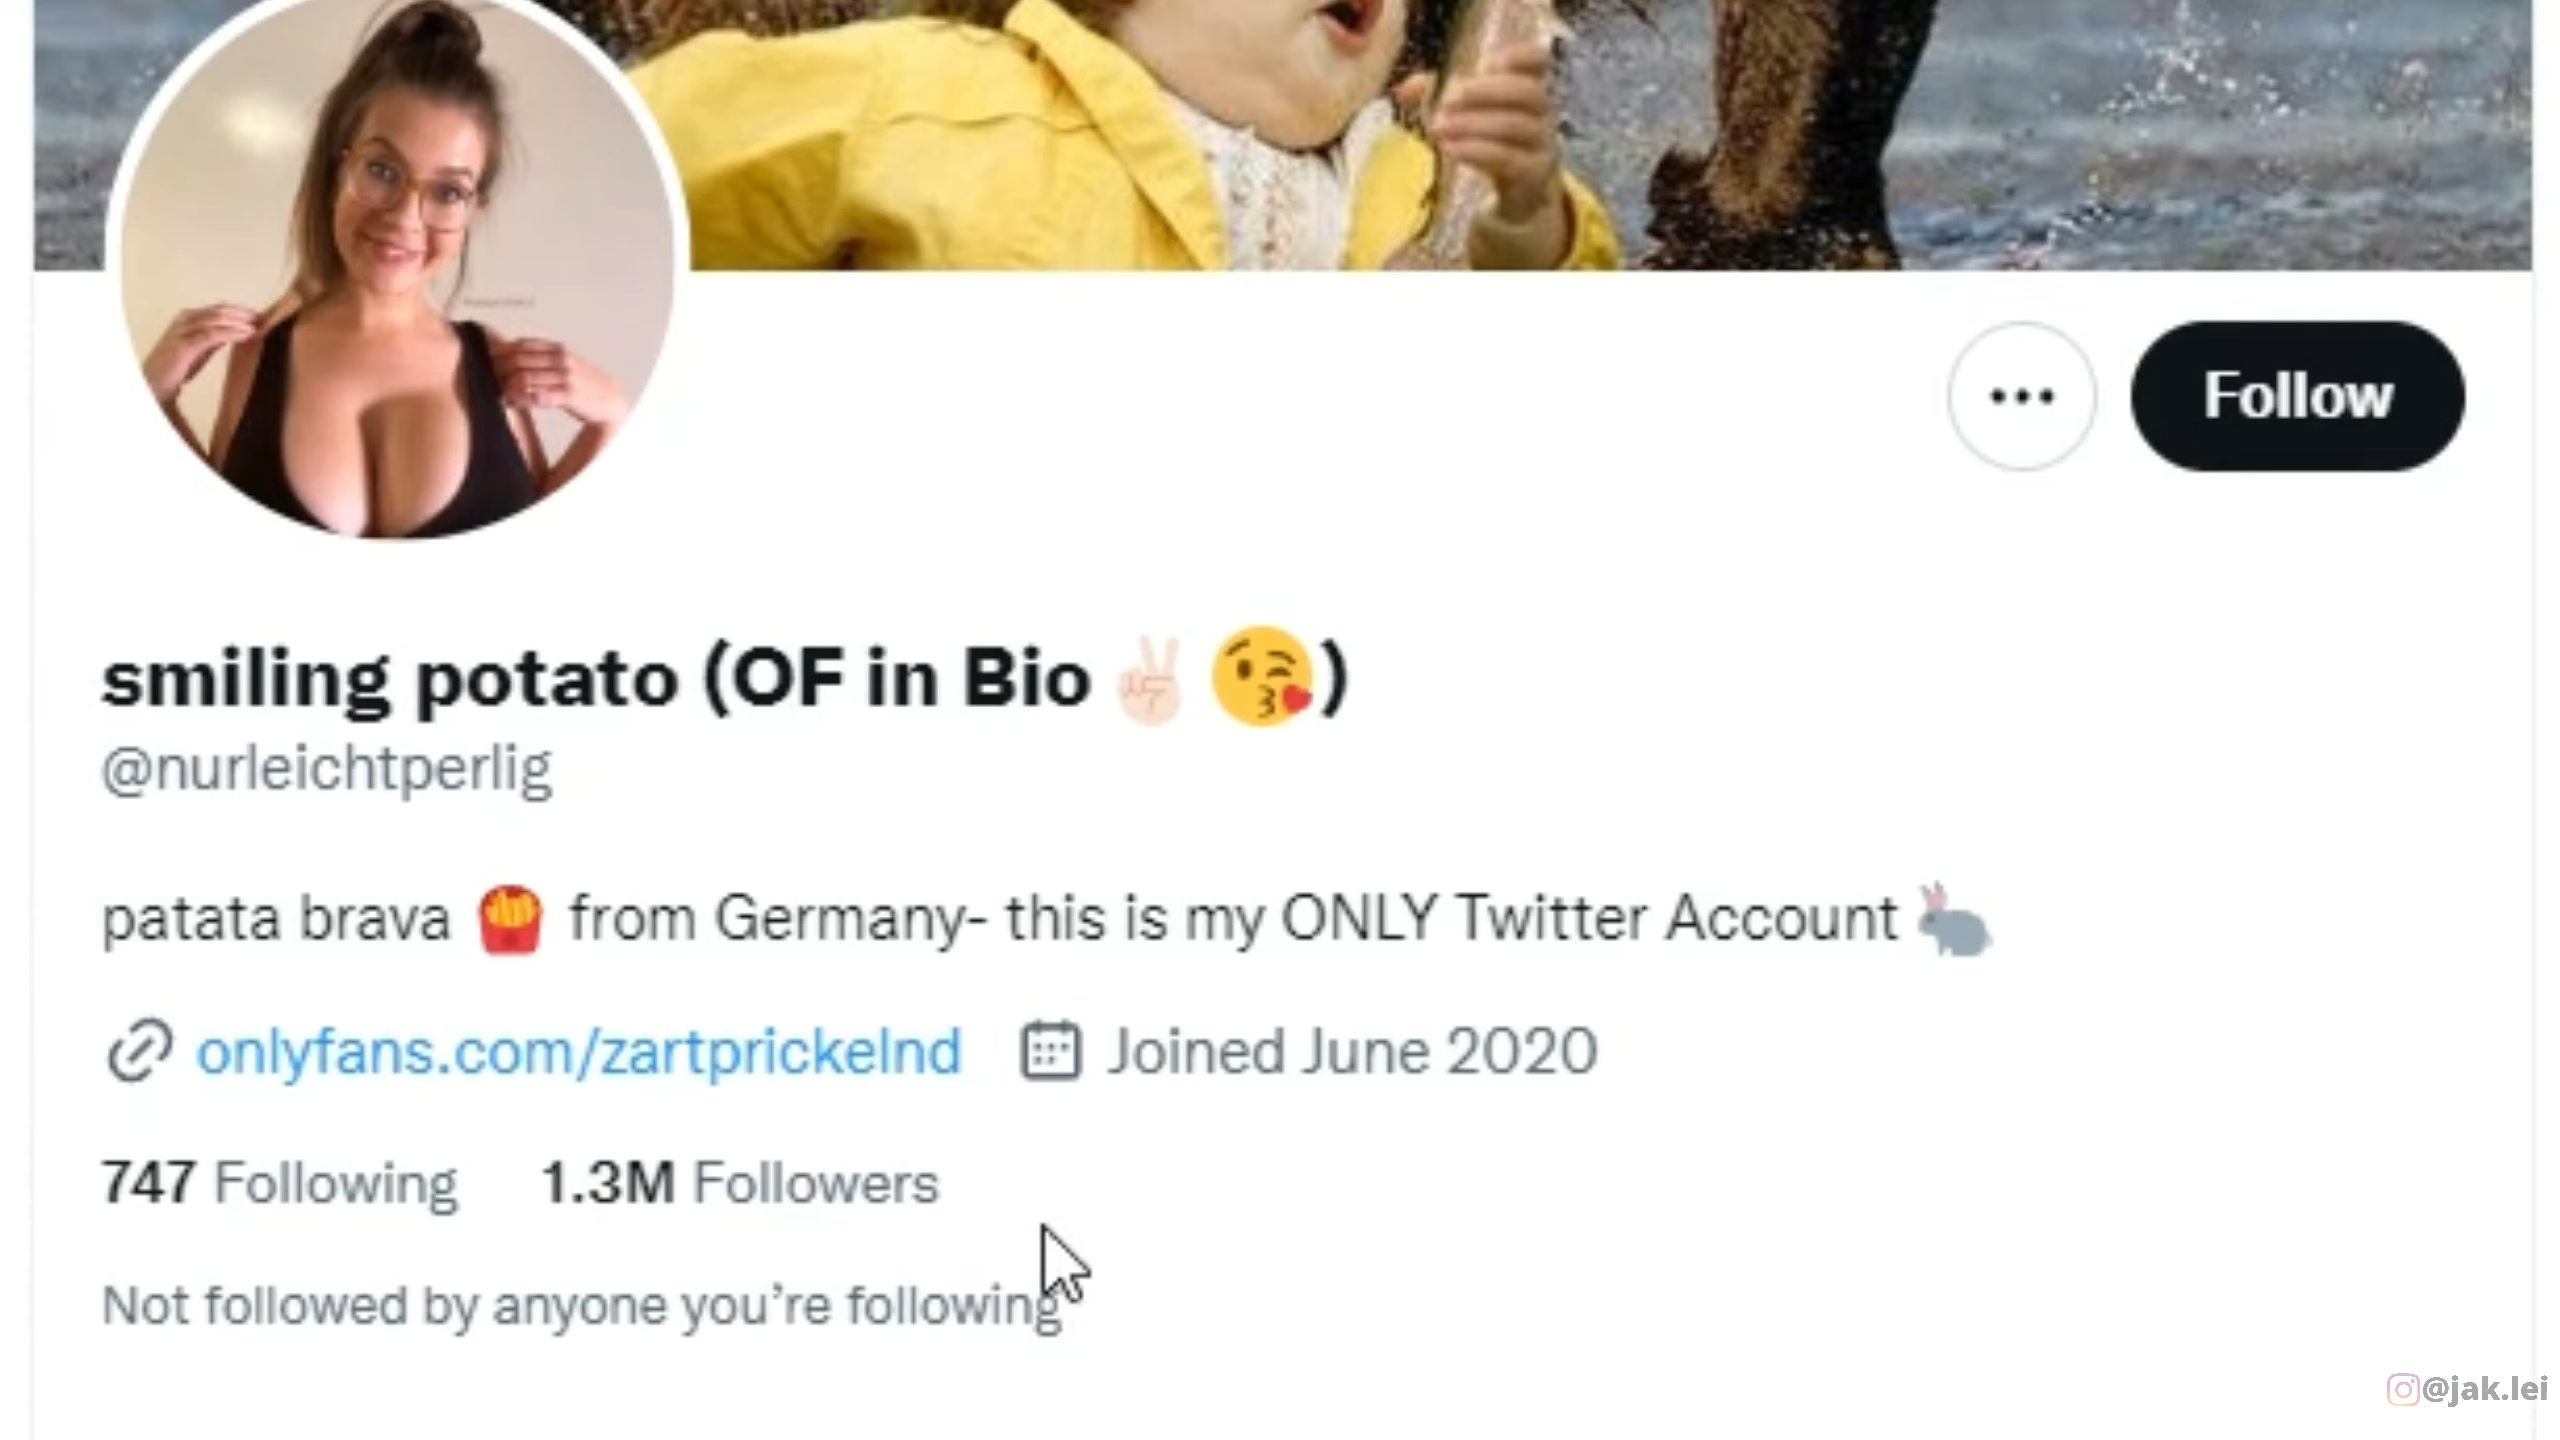 Follow
smiling potato (OF in Bio ✌🏻 😘)
@nurleichtperlig
patata brava 🍟 from Germany- this is my ONLY Twitter Account 🐇
onlyfans.com/zartprickelnd Joined June 2020
747 Following 1.3M Followers
Not followed by anyone you’re following
@jak.lei